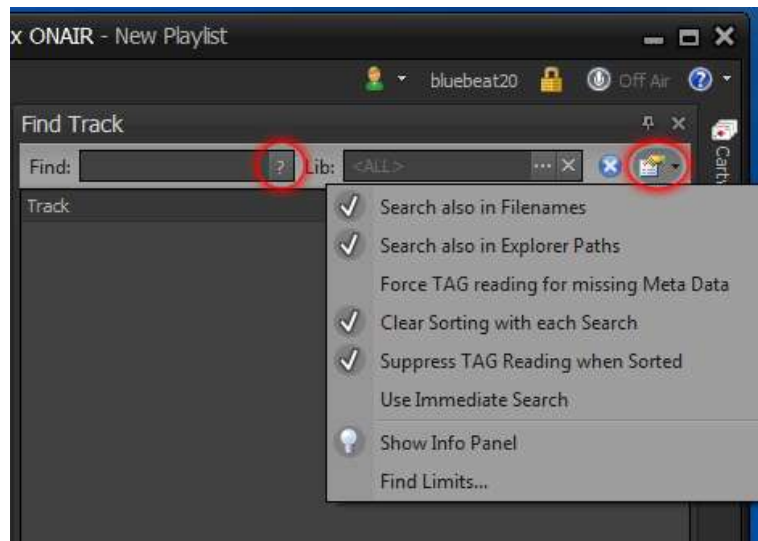 x ONAIR - New Playlist
bluebeat20 Off Air ?
Find Track
Find: ? Lib: <ALL> ...
Track
Search also in Filenames
Search also in Explorer Paths
Force TAG reading for missing Meta Data
Clear Sorting with each Search
Suppress TAG Reading when Sorted
Use Immediate Search
Show Info Panel
Find Limits...